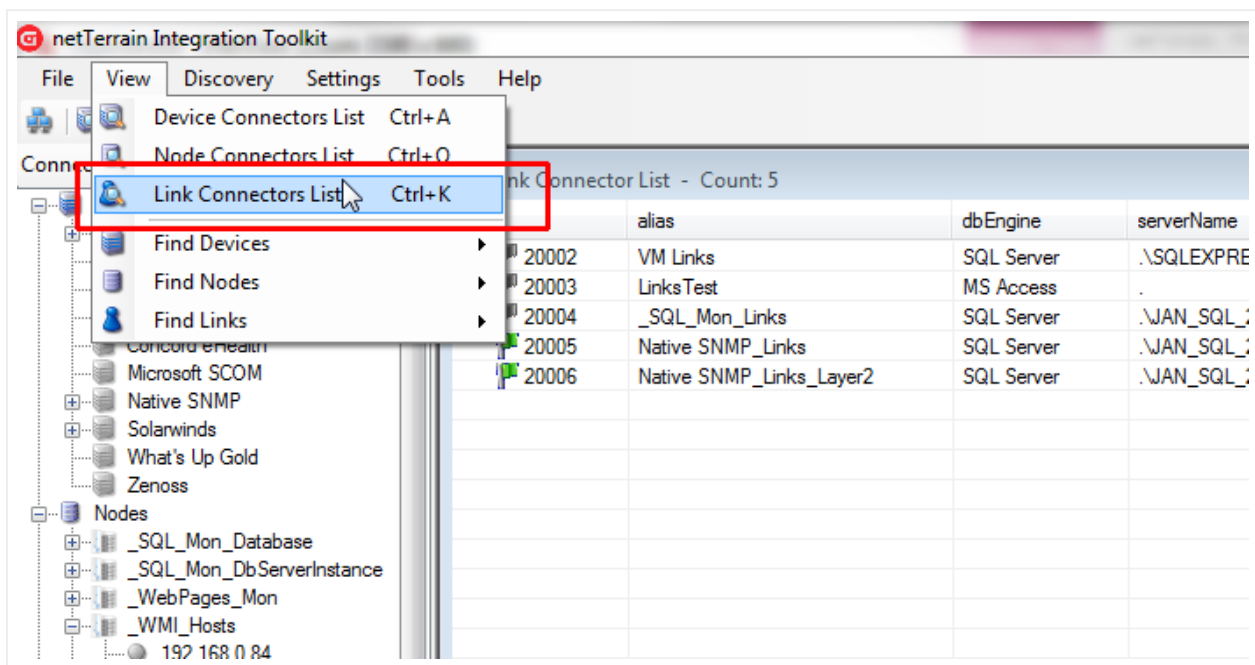 netTerrain Integration Toolkit
File View Discovery Settings Tools Help
Device Connectors List Ctrl+A
Node Connectors List Ctrl+O
Link Connectors List Ctrl+K
Find Devices
Find Nodes
Find Links
Connec
nk Connector List - Count: 5
alias dbEngine serverName
20002 VM Links SQL Server .\SQLEXPRE
20003 LinksTest MS Access .
20004 _SQL_Mon_Links SQL Server .\JAN_SQL_2
20005 Native SNMP_Links SQL Server .\JAN_SQL_2
20006 Native SNMP_Links_Layer2 SQL Server .\JAN_SQL_2
Concord eHealth
Microsoft SCOM
Native SNMP
Solarwinds
What's Up Gold
Zenoss
Nodes
_SQL_Mon_Database
_SQL_Mon_DbServerInstance
_WebPages_Mon
_WMI_Hosts
192.168.0.84